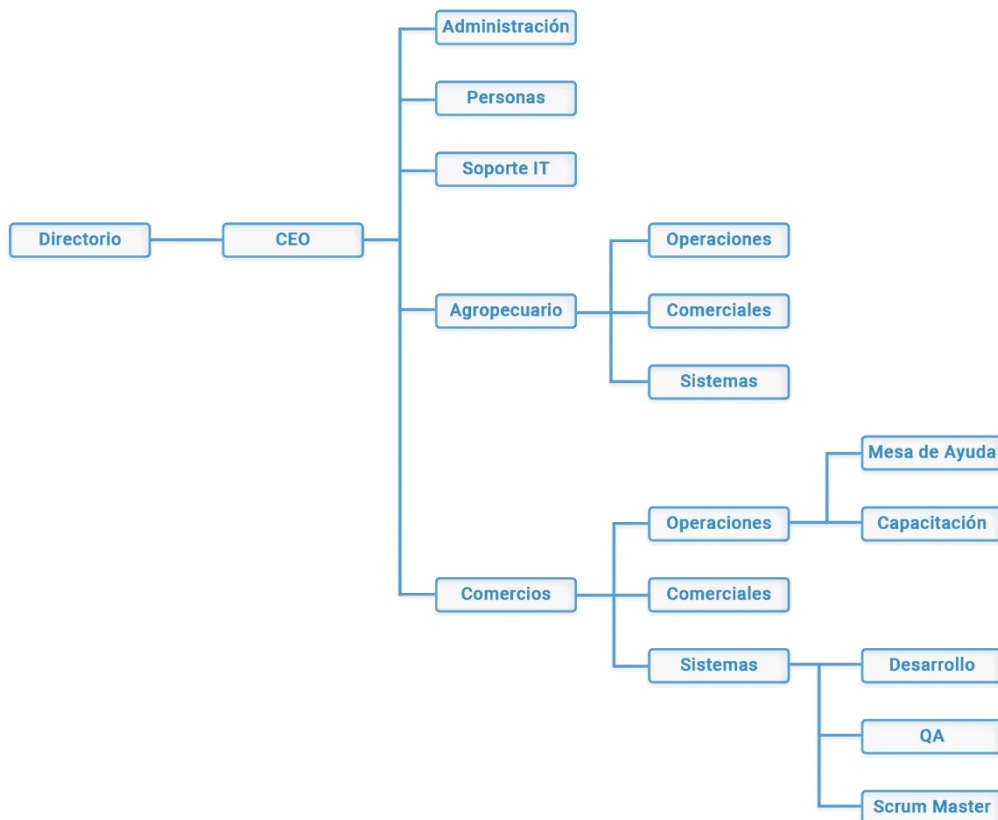 Administración
Personas
Soporte IT
Directorio
CEO
Operaciones
Agropecuario
Comerciales
Sistemas
Mesa de Ayuda
Operaciones
Capacitación
Comercios
Comerciales
Sistemas
Desarrollo
QA
Scrum Master